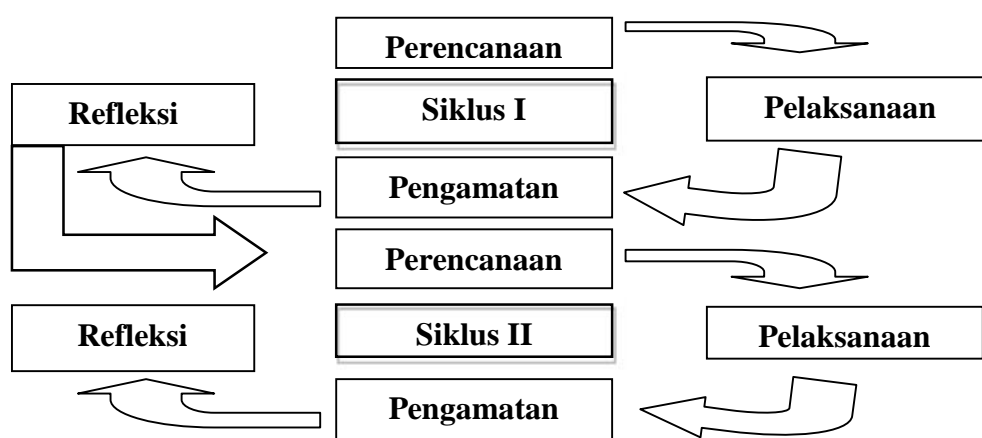 Perencanaan
Refleksi
Siklus I
Pelaksanaan
Pengamatan
Perencanaan
Refleksi
Siklus II
Pelaksanaan
Pengamatan